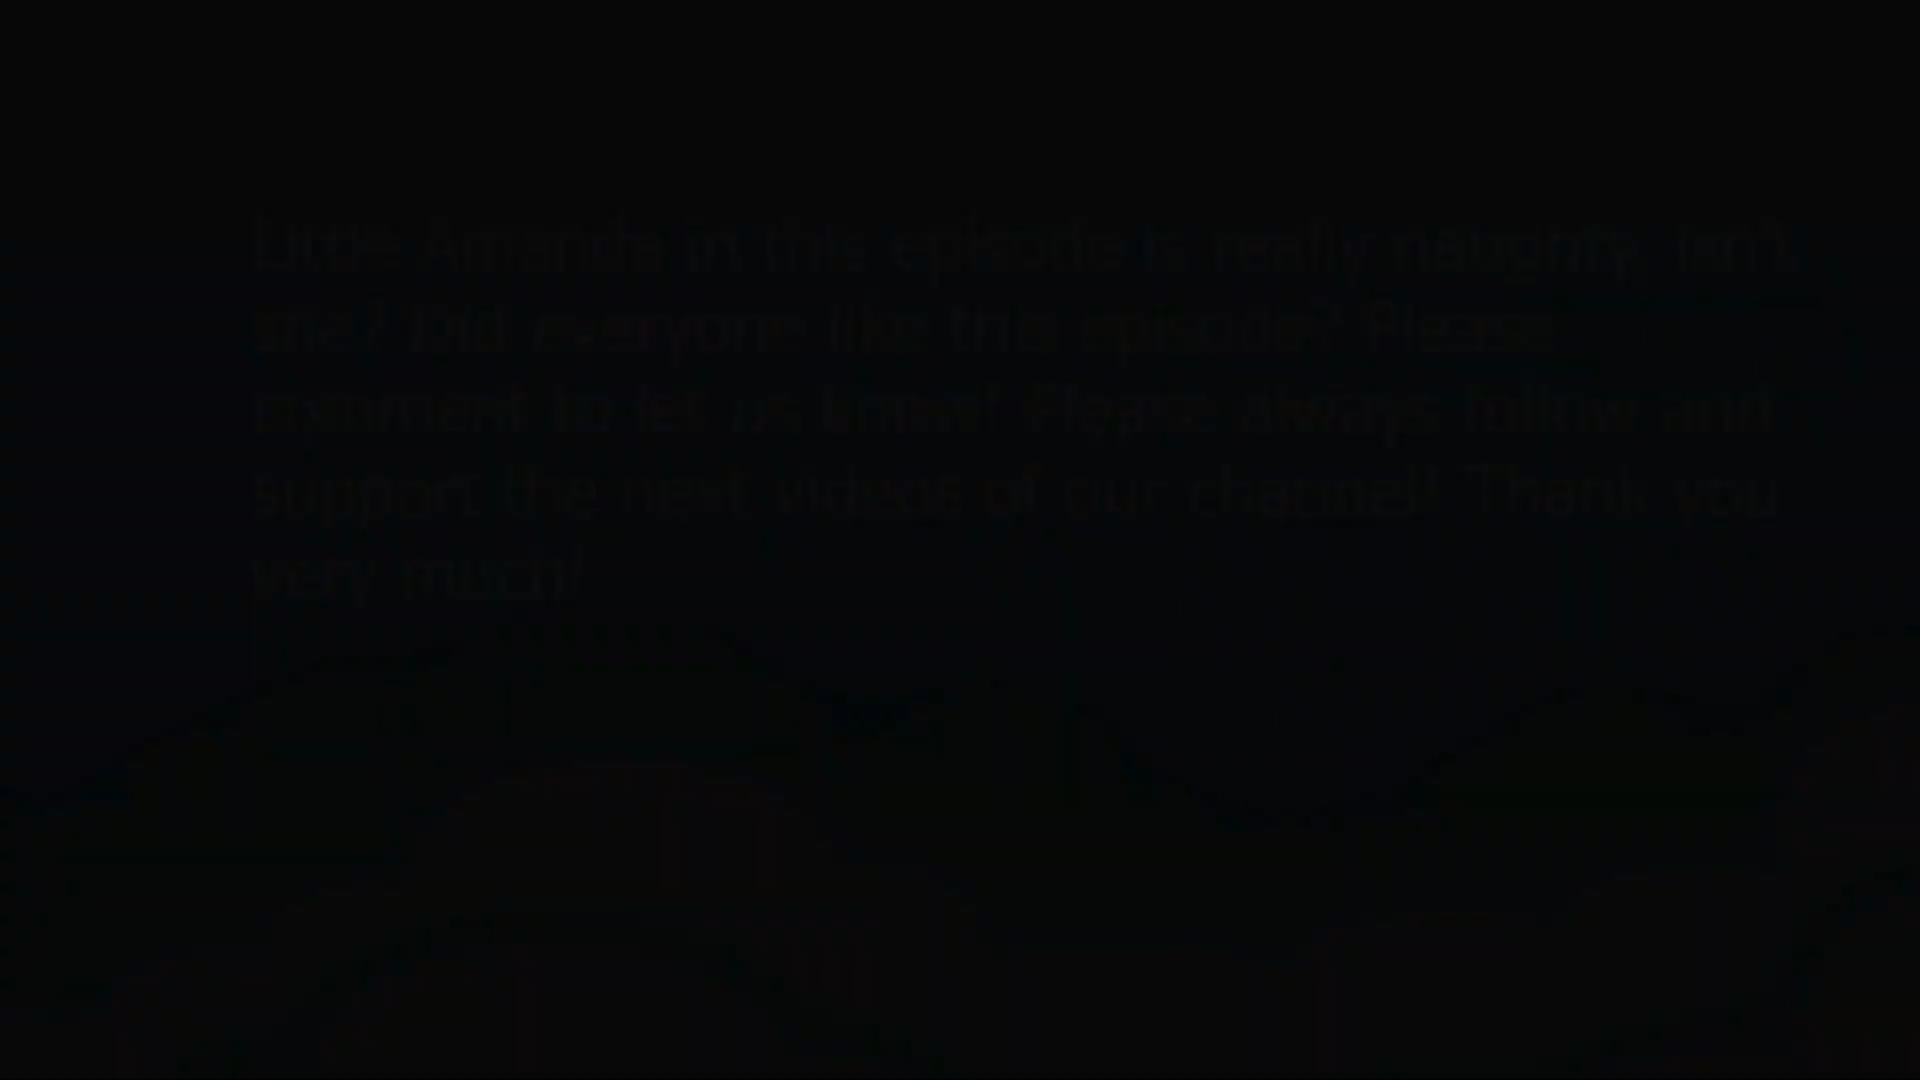 Little Amanda in this episode is really naughty, isn't
she? Did everyone like this episode? Please
comment to let us know! Please always follow and
support the next videos of our channel! Thank you
very much!